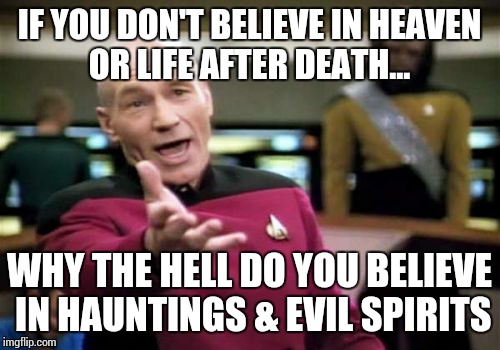 IF YOU DON'T BELIEVE IN HEAVEN
OR LIFE AFTER DEATH...
WHY THE HELL DO YOU BELIEVE
IN HAUNTINGS & EVIL SPIRITS
imgflip.com